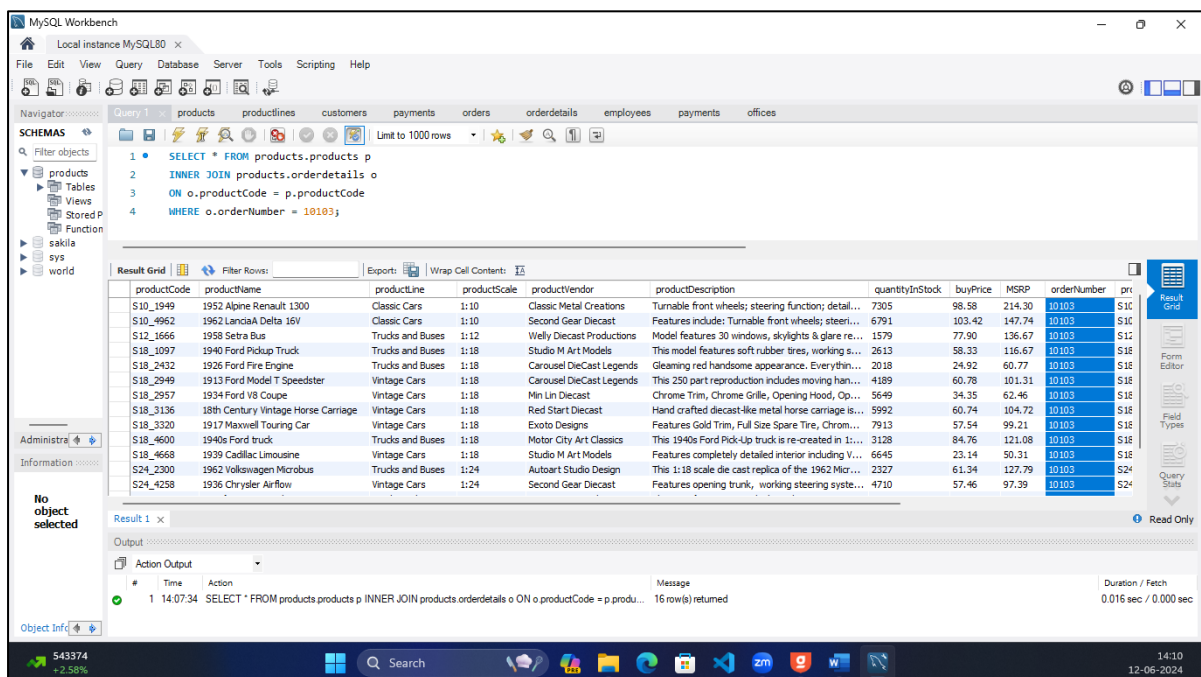 MySQL Workbench
Local instance MySQL80
File Edit View Query Database Server Tools Scripting Help
Navigator
Query 1 products productlines customers payments orders orderdetails employees payments offices
SCHEMAS
Limit to 1000 rows
Filter objects
products
Tables
Views
Stored P
Function
sakila
sys
world
1 SELECT * FROM products.products p
2 INNER JOIN products.orderdetails o
3 ON o.productCode = p.productCode
4 WHERE o.orderNumber = 10103;
Result Grid Filter Rows: Export: Wrap Cell Content:
productCode productName productLine productScale productVendor productDescription quantityInStock buyPrice MSRP orderNumber pro
S10_1949 1952 Alpine Renault 1300 Classic Cars 1:10 Classic Metal Creations Turnable front wheels; steering function; detail... 7305 98.58 214.30 10103 S10
S10_4962 1962 LanciaA Delta 16V Classic Cars 1:10 Second Gear Diecast Features include: Turnable front wheels; steeri... 6791 103.42 147.74 10103 S10
S12_1666 1958 Setra Bus Trucks and Buses 1:12 Welly Diecast Productions Model features 30 windows, skylights & glare re... 1579 77.90 136.67 10103 S12
S18_1097 1940 Ford Pickup Truck Trucks and Buses 1:18 Studio M Art Models This model features soft rubber tires, working s... 2613 58.33 116.67 10103 S18
S18_2432 1926 Ford Fire Engine Trucks and Buses 1:18 Carousel DieCast Legends Gleaming red handsome appearance. Everythin... 2018 24.92 60.77 10103 S18
S18_2949 1913 Ford Model T Speedster Vintage Cars 1:18 Carousel DieCast Legends This 250 part reproduction includes moving han... 4189 60.78 101.31 10103 S18
S18_2957 1934 Ford V8 Coupe Vintage Cars 1:18 Min Lin Diecast Chrome Trim, Chrome Grille, Opening Hood, Op... 5649 34.35 62.46 10103 S18
S18_3136 18th Century Vintage Horse Carriage Vintage Cars 1:18 Red Start Diecast Hand crafted diecast-like metal horse carriage is... 5992 60.74 104.72 10103 S18
S18_3320 1917 Maxwell Touring Car Vintage Cars 1:18 Exoto Designs Features Gold Trim, Full Size Spare Tire, Chrom... 7913 57.54 99.21 10103 S18
S18_4600 1940s Ford truck Trucks and Buses 1:18 Motor City Art Classics This 1940s Ford Pick-Up truck is re-created in 1:... 3128 84.76 121.08 10103 S18
S18_4668 1939 Cadillac Limousine Vintage Cars 1:18 Studio M Art Models Features completely detailed interior including V... 6645 23.14 50.31 10103 S18
S24_2300 1962 Volkswagen Microbus Trucks and Buses 1:24 Autoart Studio Design This 1:18 scale die cast replica of the 1962 Micr... 2327 61.34 127.79 10103 S24
S24_4258 1936 Chrysler Airflow Vintage Cars 1:24 Second Gear Diecast Features opening trunk, working steering syste... 4710 57.46 97.39 10103 S24
Result
Grid
Form
Editor
Field
Types
Query
Stats
Administra
Information
No
object
selected
Result 1
Read Only
Output
Action Output
# Time Action Message Duration / Fetch
1 14:07:34 SELECT * FROM products.products p INNER JOIN products.orderdetails o ON o.productCode = p.produ... 16 row(s) returned 0.016 sec / 0.000 sec
Object Info
543374
+2.58%
Search
PRE
zm
14:10
12-06-2024